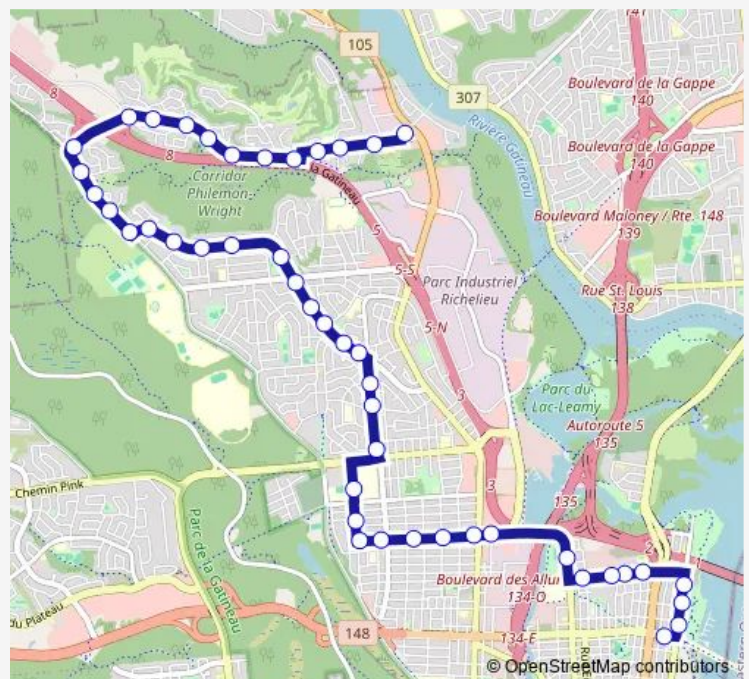 141
105
Boulevard de la Gappe
140
307
8
8
Rivière Gatineau
Boulevard de la Gappe
140
la Gatineau
Corridor
Philémon-
Wright
Boulevard Maloney / Rte. 148
139
5
5-S
Parc Industriel
Richelieu
Rue St. Louis
138
5-N
3
Parc du
Lac-Leamy
Autoroute 5
135
Chemin Pink
3
135
Parc de la Gatineau
2
Boulevard des Allu
134-O
du Plateau
148
134-E
© OpenStreetMap contributors